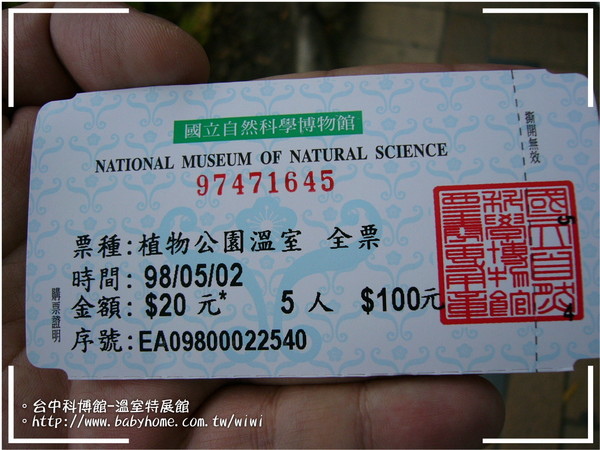 國立自然科學博物館
NATIONAL MUSEUM OF NATURAL SCIENCE
97471645
票種:植物公園溫室 全票
時間: 98/05/02
金額: $20 元* 5 人 $100元
序號:EA09800022540
購票證明
撕開無效
5
4
。台中科博館-溫室特展館
。http://www.babyhome.com.tw/wiwi